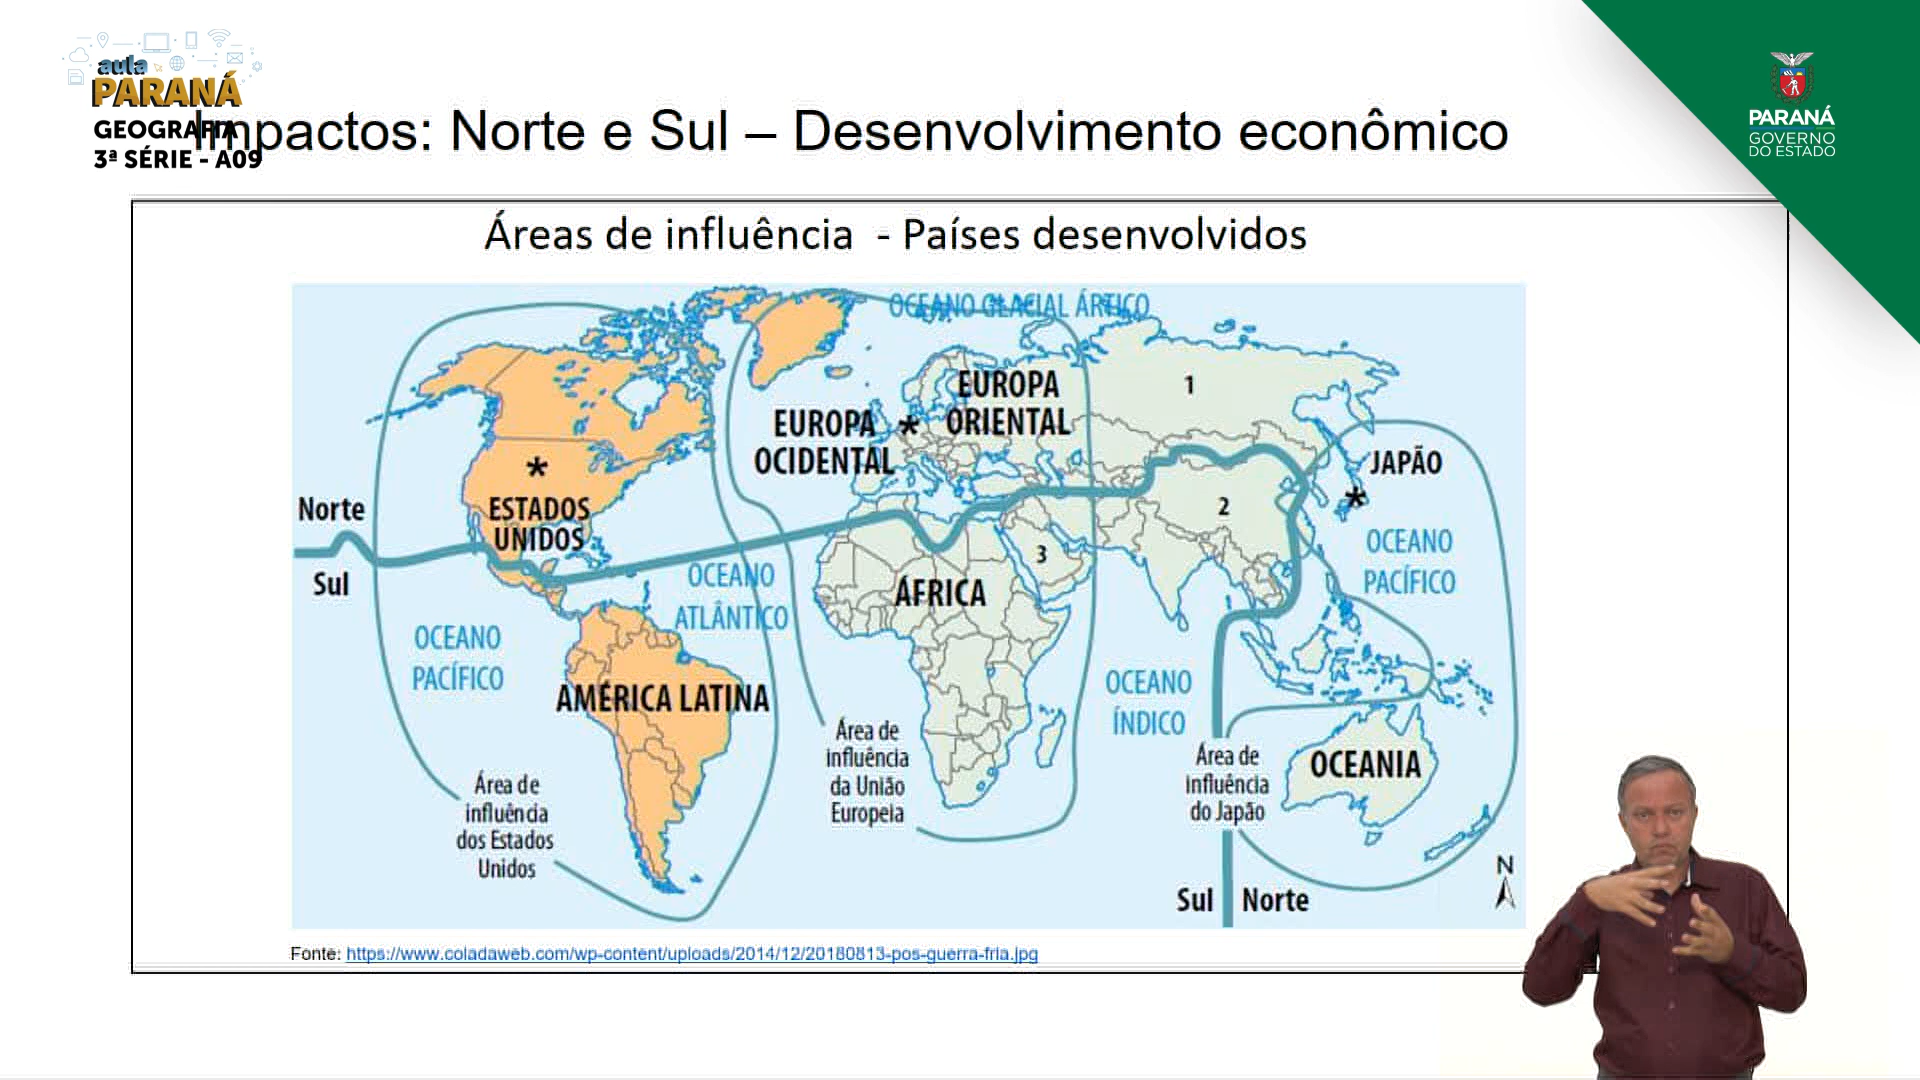 aula
PARANÁ
GEOGRAFIA
3ª SÉRIE - A09
Impactos: Norte e Sul – Desenvolvimento econômico
PARANÁ
GOVERNO
DO ESTADO
Áreas de influência - Países desenvolvidos
OCEANO GLACIAL ÁRTICO
1
EUROPA
ORIENTAL
EUROPA
OCIDENTAL
JAPÃO
ESTADOS
UNIDOS
Norte
Sul
2
3
OCEANO
PACÍFICO
OCEANO
ATLÂNTICO
ÁFRICA
OCEANO
PACÍFICO
AMÉRICA LATINA
OCEANO
ÍNDICO
Área de
influência
da União
Europeia
Área de
influência
do Japão
OCEANIA
Área de
influência
dos Estados
Unidos
Sul
Norte
N
Fonte: https://www.coladaweb.com/wp-content/uploads/2014/12/20180813-pos-guerra-fria.jpg